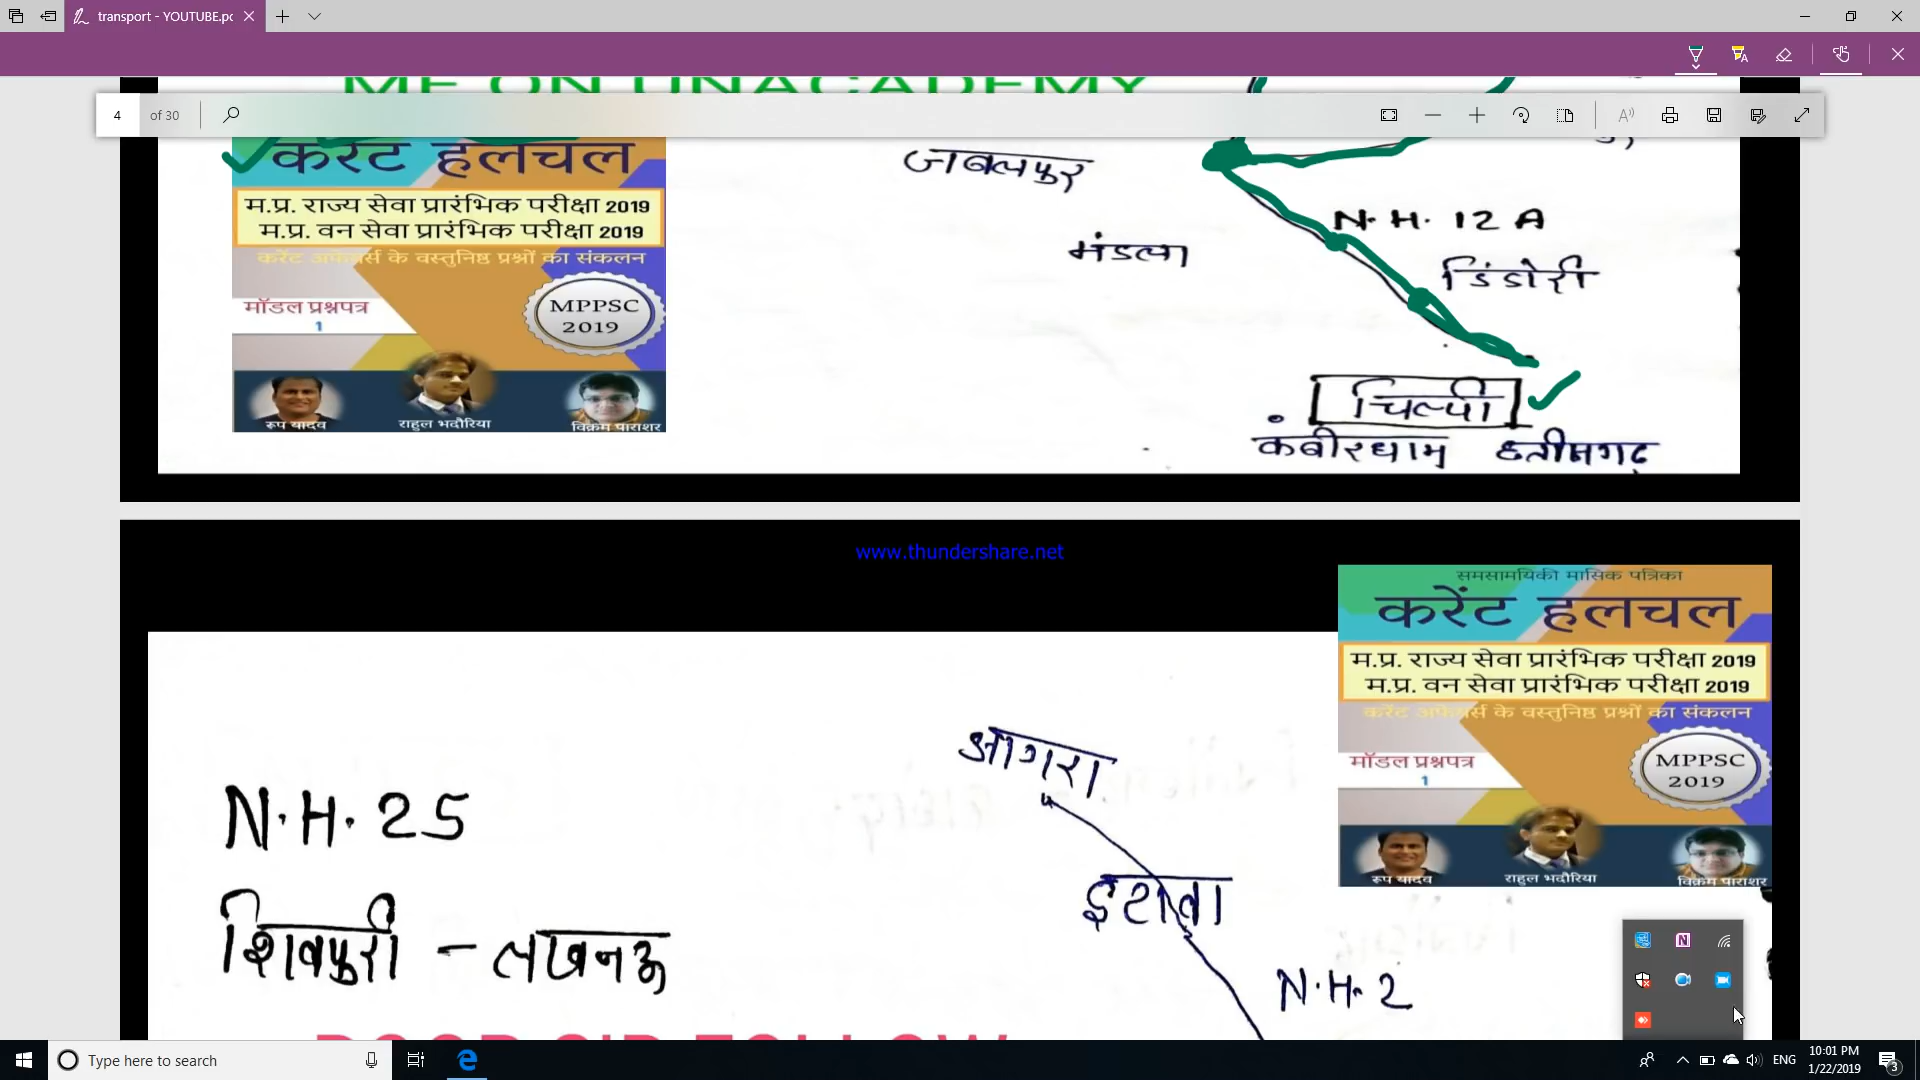 transport - YOUTUBE.pc
ME ON UNACADEMY
4 of 30
करेंट हलचल
म.प्र. राज्य सेवा प्रारंभिक परीक्षा 2019
म.प्र. वन सेवा प्रारंभिक परीक्षा 2019
करेंट अफेयर्स के वस्तुनिष्ठ प्रश्नों का संकलन
मॉडल प्रश्नपत्र
1
MPPSC
2019
रूप यादव राहुल भदौरिया विक्रम पाराशर
जबलपुर
N.H. 12 A
मंडला
डिंडोरी
चिल्पी
कंबीरधाम छत्तीसगढ़
www.thundershare.net
समसामयिकी मासिक पत्रिका
करेंट हलचल
म.प्र. राज्य सेवा प्रारंभिक परीक्षा 2019
म.प्र. वन सेवा प्रारंभिक परीक्षा 2019
करेंट अफेयर्स के वस्तुनिष्ठ प्रश्नों का संकलन
मॉडल प्रश्नपत्र
1
MPPSC
2019
रूप यादव राहुल भदौरिया विक्रम पाराशर
आगरा
N.H. 25
इटावा
शिवपुरी - लखनऊ
N.H. 2
Type here to search
ENG
10:01 PM
1/22/2019
3